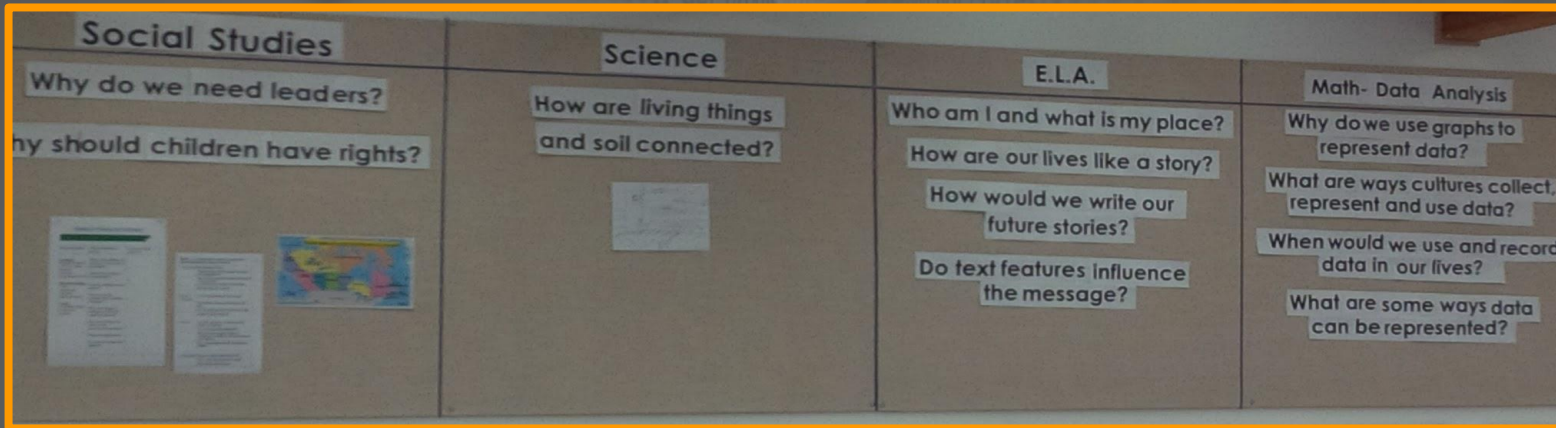 Social Studies
Why do we need leaders?
hy should children have rights?
Science
How are living things
and soil connected?
E.L.A.
Who am I and what is my place?
How are our lives like a story?
How would we write our
future stories?
Do text features influence
the message?
Math- Data Analysis
Why do we use graphs to
represent data?
What are ways cultures collect,
represent and use data?
When would we use and record
data in our lives?
What are some ways data
can be represented?